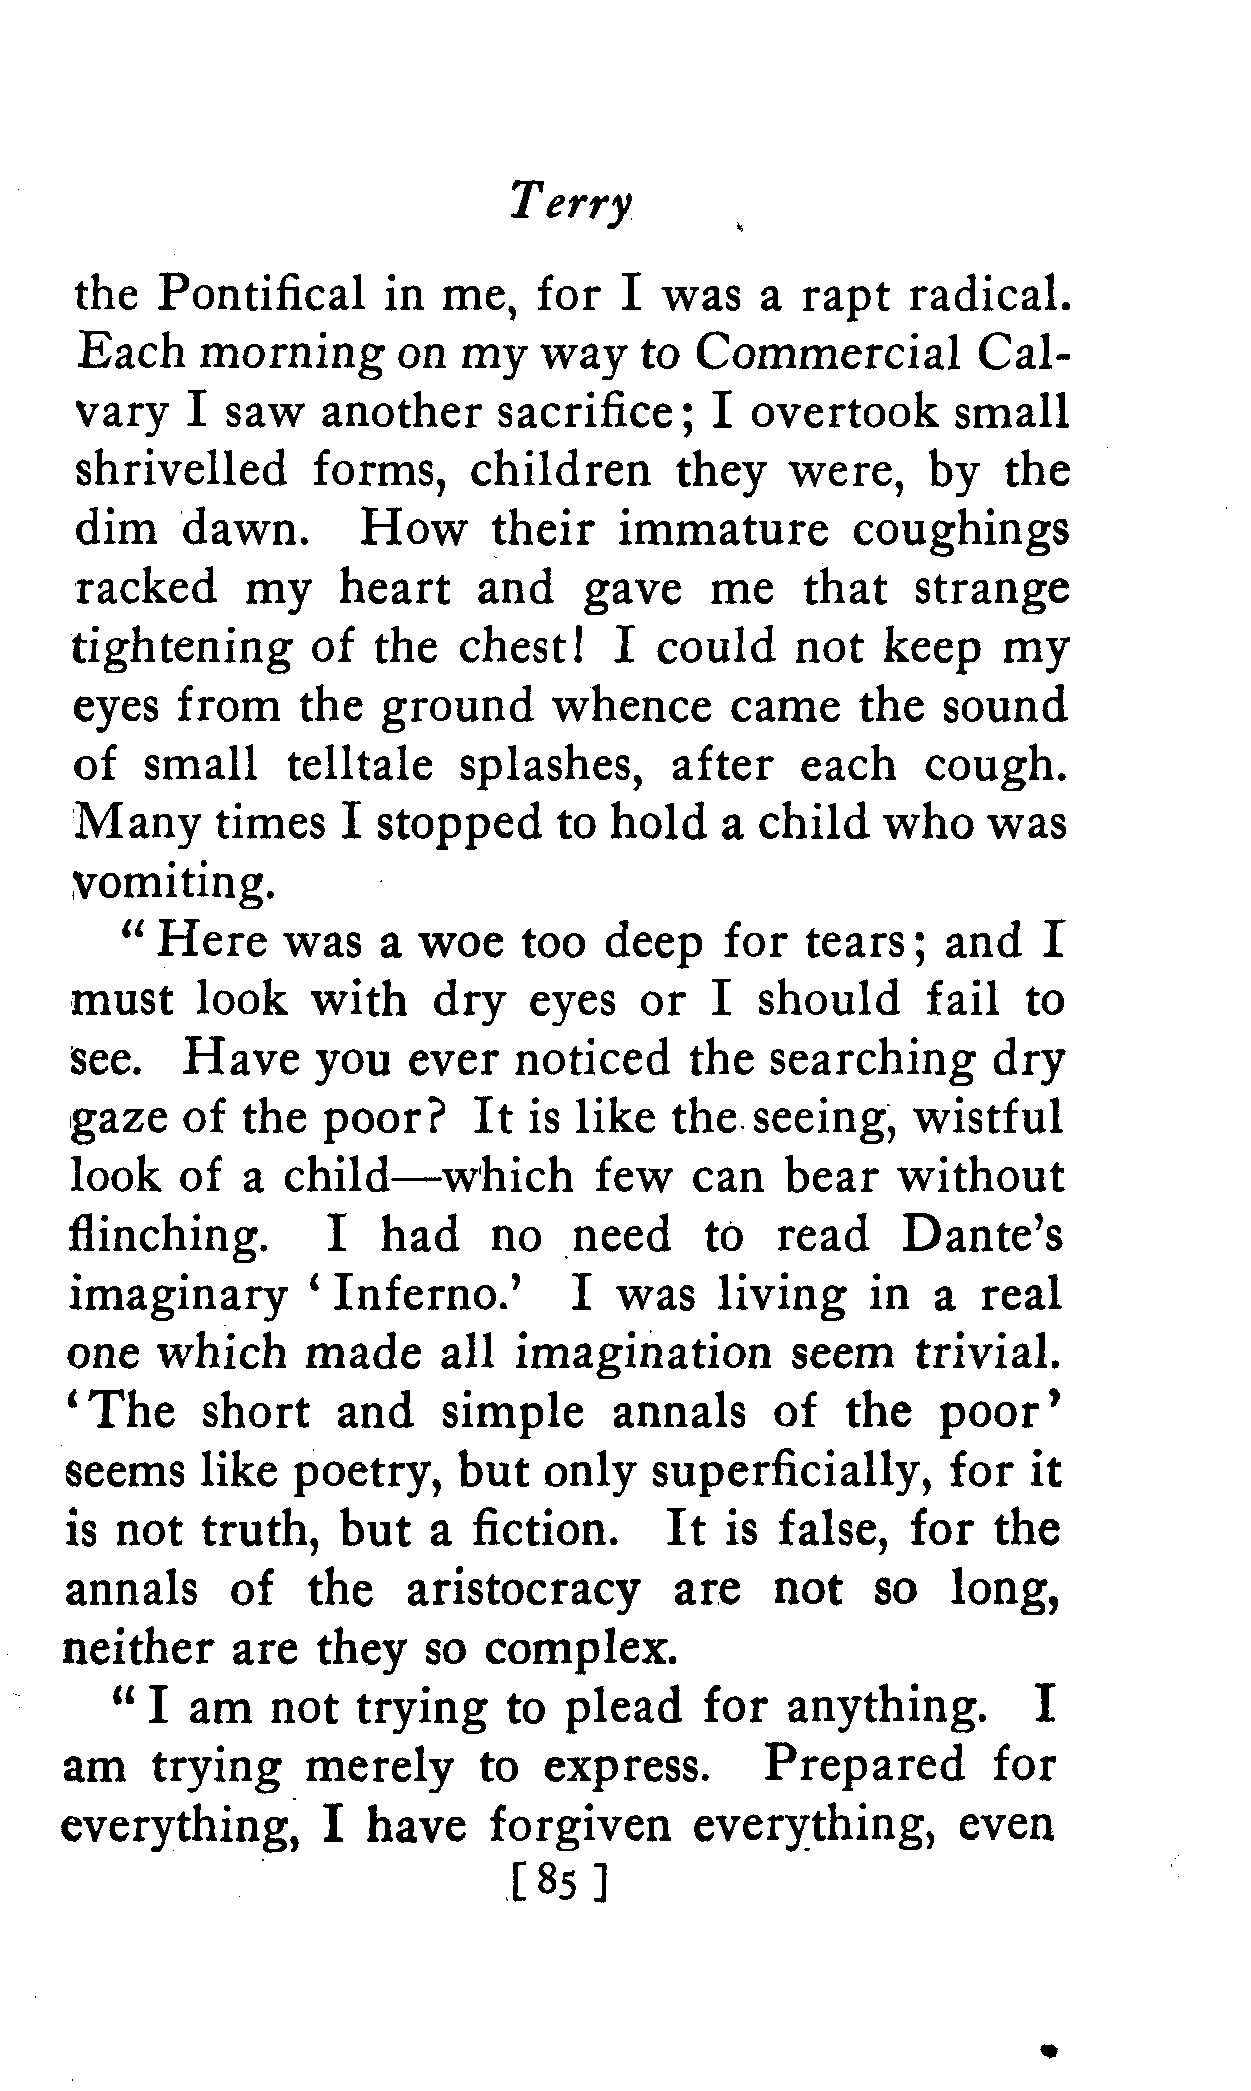 Terry
the Pontifical in me, for I was a rapt radical.
Each morning on my way to Commercial Cal-
vary I saw another sacrifice; I overtook small
shrivelled forms, children they were, by the
dim dawn. How their immature coughings
racked my heart and gave me that strange
tightening of the chest! I could not keep my
eyes from the ground whence came the sound
of small telltale splashes, after each cough.
Many times I stopped to hold a child who was
vomiting.
" Here was a woe too deep for tears; and I
must look with dry eyes or I should fail to
see. Have you ever noticed the searching dry
gaze of the poor? It is like the seeing, wistful
look of a child—which few can bear without
flinching. I had no need to read Dante's
imaginary ‘ Inferno.’ I was living in a real
one which made all imagination seem trivial.
‘The short and simple annals of the poor’
seems like poetry, but only superficially, for it
is not truth, but a fiction. It is false, for the
annals of the aristocracy are not so long,
neither are they so complex.
" I am not trying to plead for anything. I
am trying merely to express. Prepared for
everything, I have forgiven everything, even
[ 85 ]